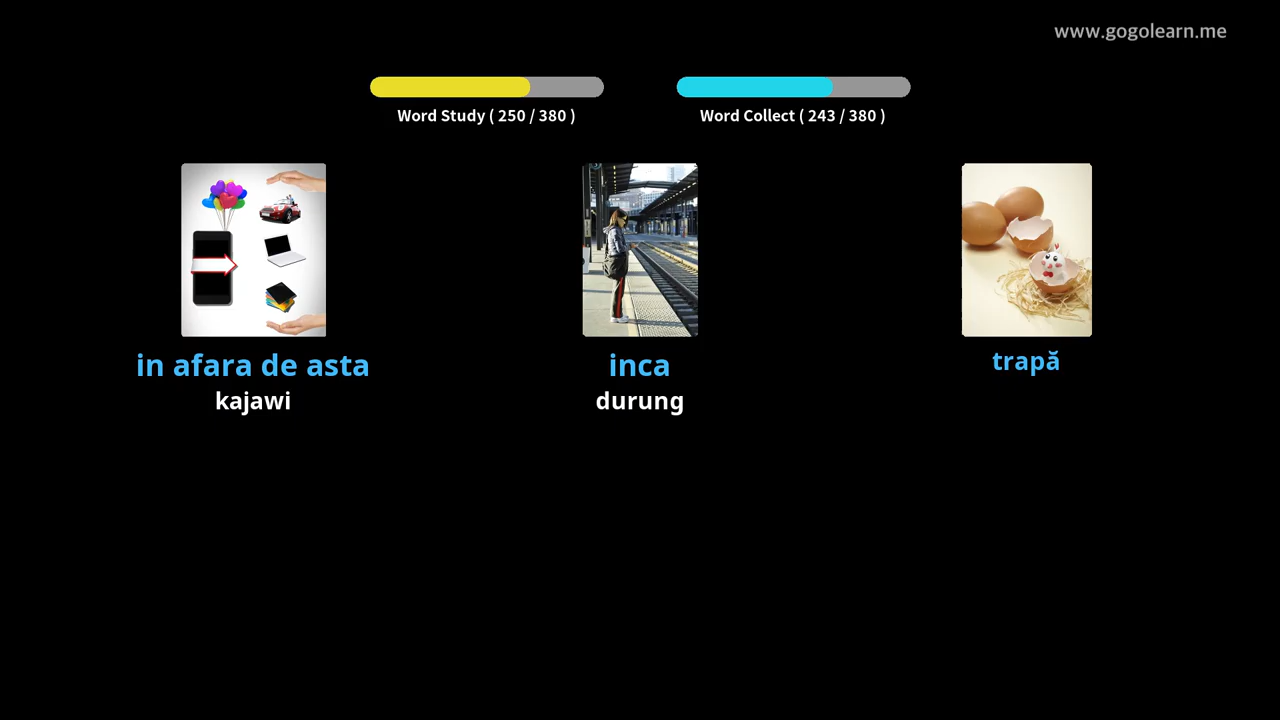 www.gogolearn.me
Word Study ( 250 / 380 )
Word Collect ( 243 / 380 )
in afara de asta
kajawi
inca
durung
trapă